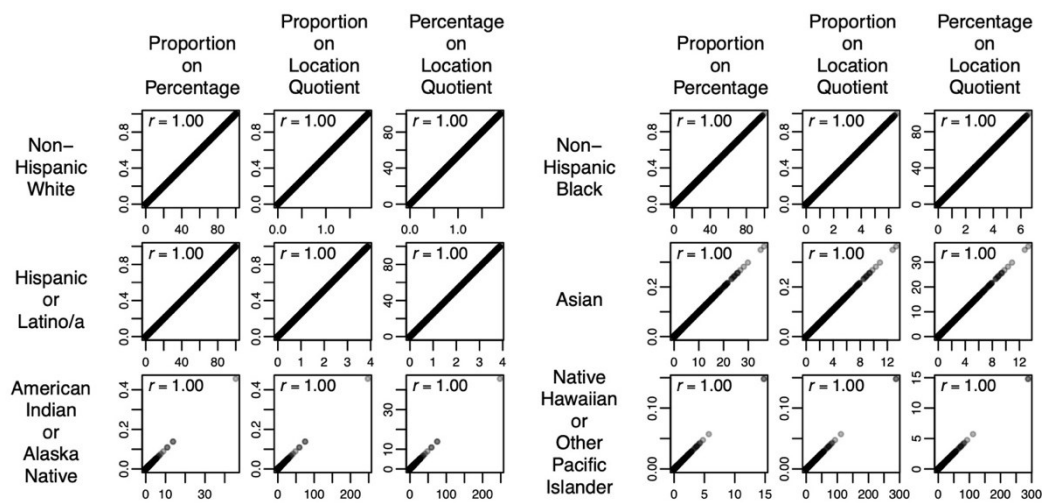 Proportion
on
Percentage
Proportion
on
Location
Quotient
Percentage
on
Location
Quotient
Non–
Hispanic
White
r = 1.00
0.0 0.4 0.8
0 40 80
r = 1.00
0.0 0.4 0.8
0.0 1.0
r = 1.00
0 40 80
0.0 1.0
Hispanic
or
Latino/a
r = 1.00
0.0 0.4 0.8
0 40 80
r = 1.00
0.0 0.4 0.8
0 1 2 3 4
r = 1.00
0 40 80
0 1 2 3 4
American
Indian
or
Alaska
Native
r = 1.00
0.0 0.2 0.4
0 20 40
r = 1.00
0.0 0.2 0.4
0 100 200
r = 1.00
0 10 30
0 100 200
Proportion
on
Percentage
Proportion
on
Location
Quotient
Percentage
on
Location
Quotient
Non–
Hispanic
Black
r = 1.00
0.0 0.4 0.8
0 40 80
r = 1.00
0.0 0.4 0.8
0 2 4 6
r = 1.00
0 40 80
0 2 4 6
Asian
r = 1.00
0.0 0.2
0 10 20 30
r = 1.00
0.0 0.2
0 4 8 12
r = 1.00
0 10 20 30
0 4 8 12
Native
Hawaiian
or
Other
Pacific
Islander
r = 1.00
0.00 0.10
0 5 10 15
r = 1.00
0.00 0.10
0 100 200 300
r = 1.00
0 5 10 15
0 100 200 300